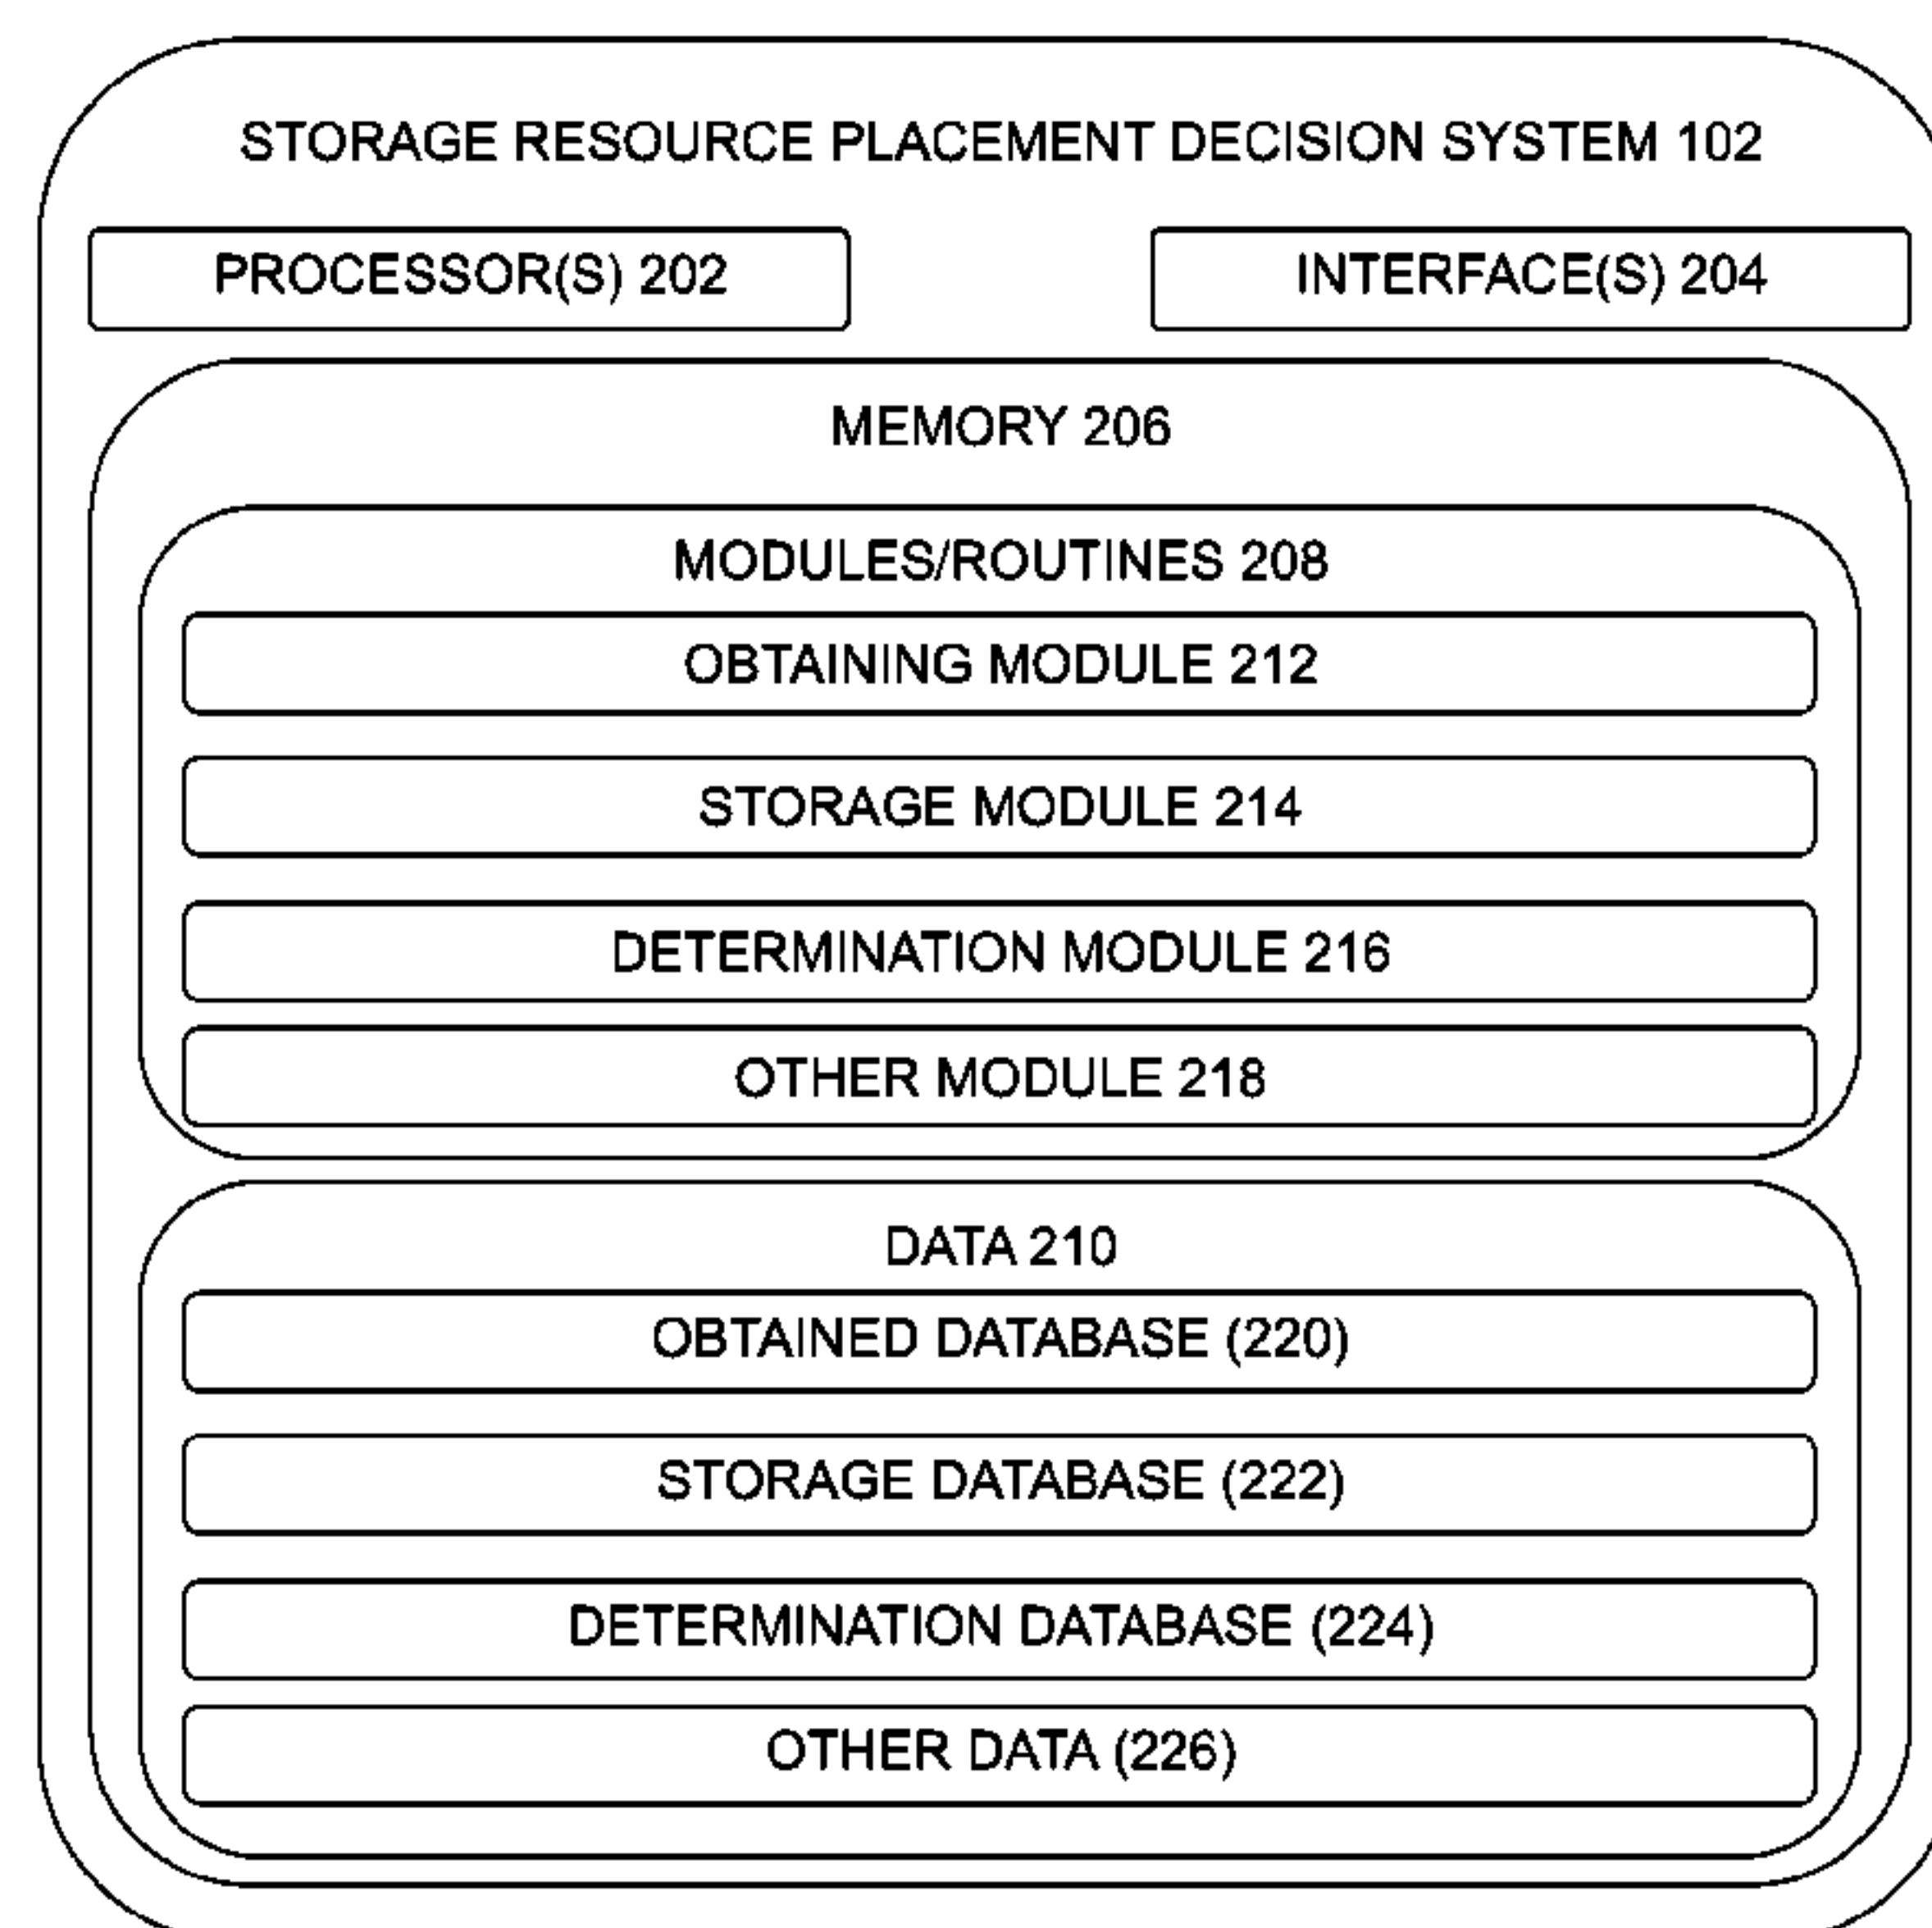 STORAGE RESOURCE PLACEMENT DECISION SYSTEM 102
PROCESSOR(S) 202
INTERFACE(S) 204
MEMORY 206
MODULES/ROUTINES 208
OBTAINING MODULE 212
STORAGE MODULE 214
DETERMINATION MODULE 216
OTHER MODULE 218
DATA 210
OBTAINED DATABASE (220)
STORAGE DATABASE (222)
DETERMINATION DATABASE (224)
OTHER DATA (226)